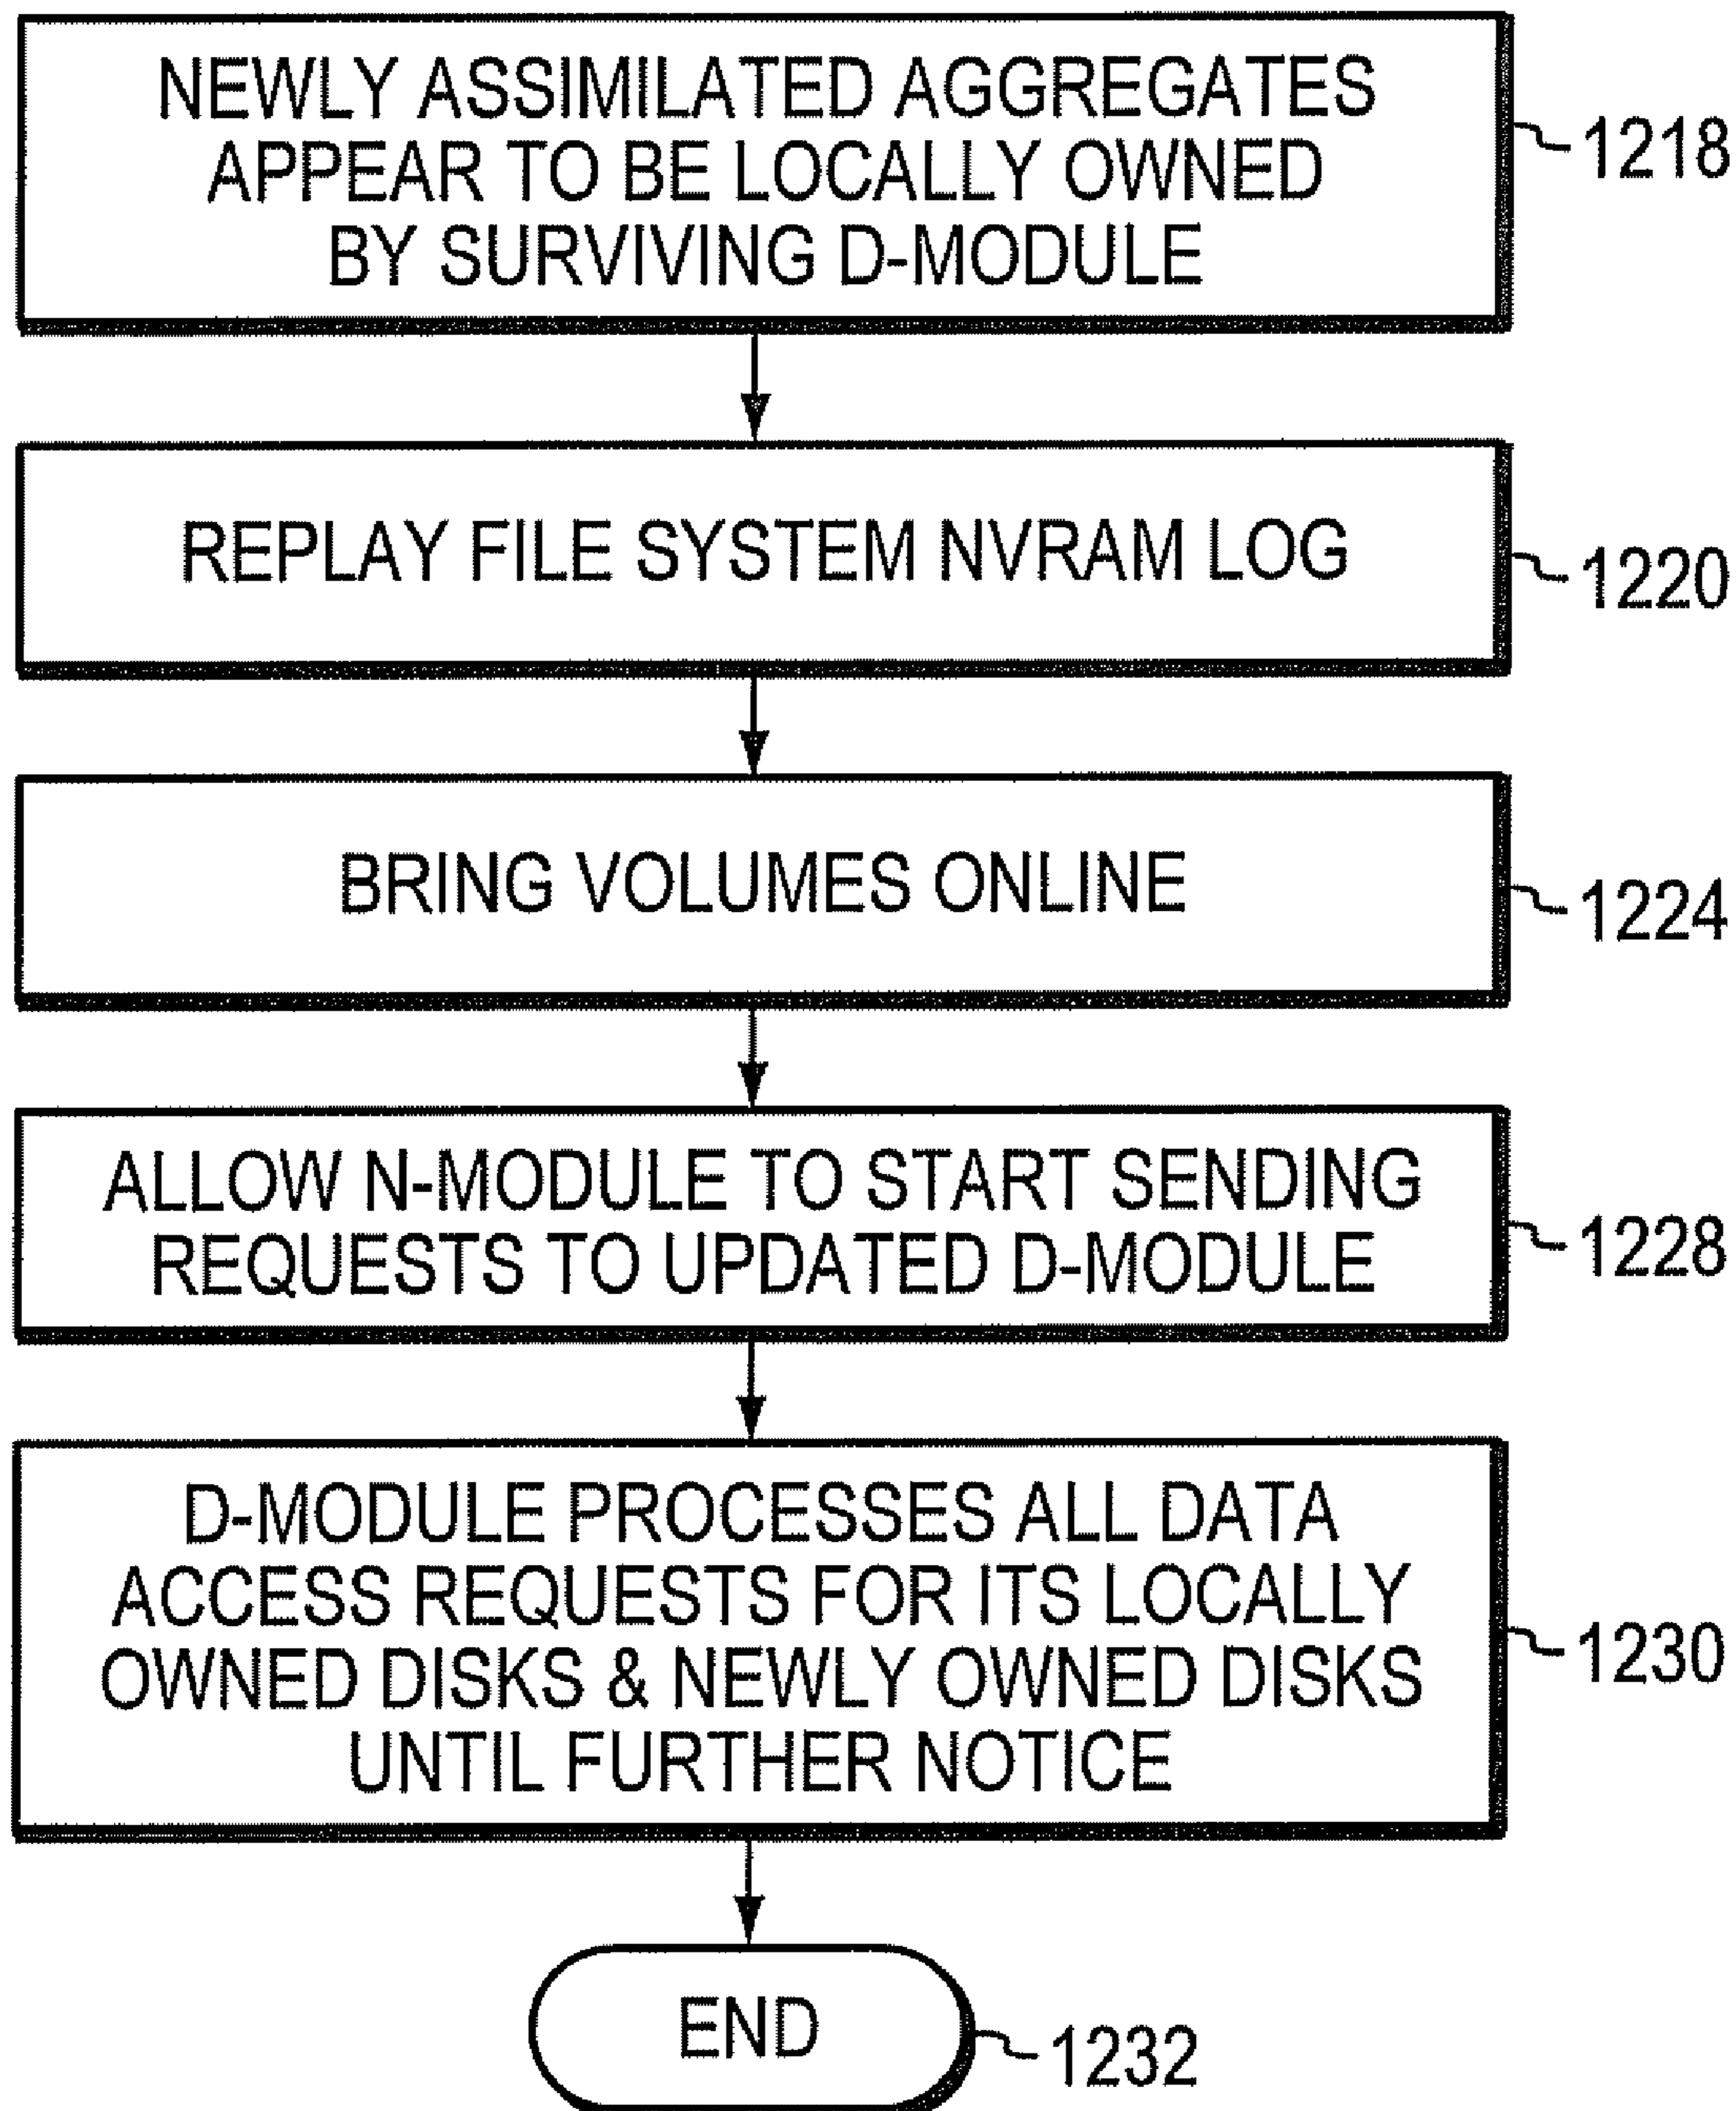 NEWLY ASSIMILATED AGGREGATES
APPEAR TO BE LOCALLY OWNED
BY SURVIVING D-MODULE
1218
REPLAY FILE SYSTEM NVRAM LOG
1220
BRING VOLUMES ONLINE
1224
ALLOW N-MODULE TO START SENDING
REQUESTS TO UPDATED D-MODULE
1228
D-MODULE PROCESSES ALL DATA
ACCESS REQUESTS FOR ITS LOCALLY
OWNED DISKS & NEWLY OWNED DISKS
UNTIL FURTHER NOTICE
1230
END
1232